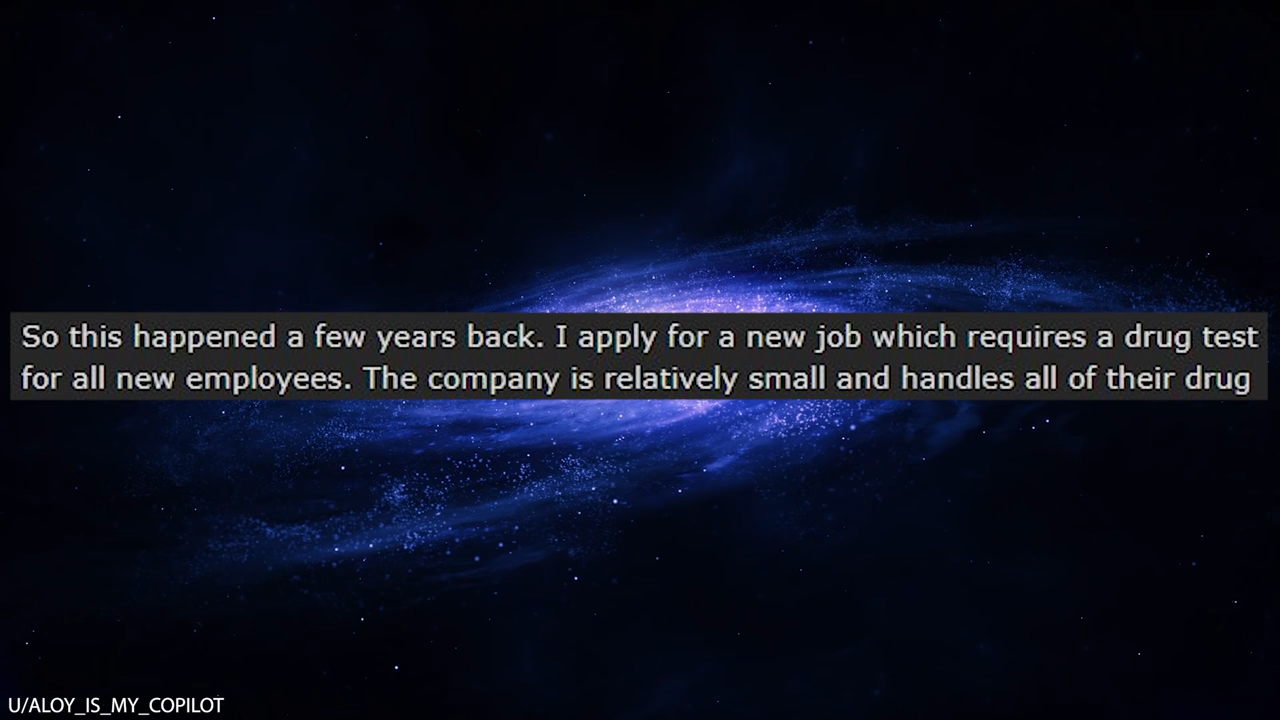 So this happened a few years back. I apply for a new job which requires a drug test
for all new employees. The company is relatively small and handles all of their drug
U/ALOY_IS_MY_COPILOT